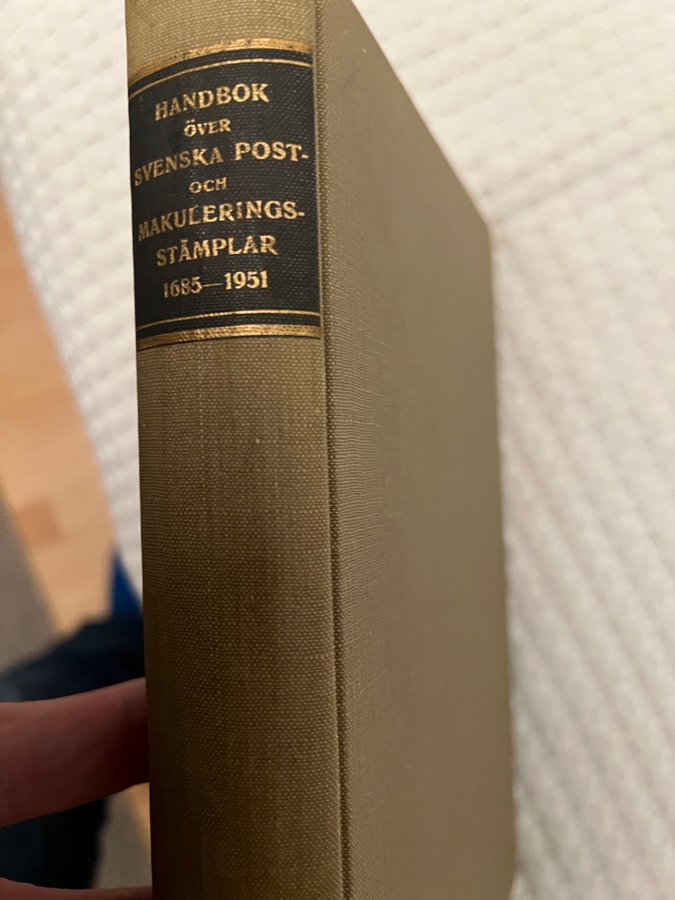 HANDBOK
ÖVER
SVENSKA POST-
OCH
MAKULERINGS-
STÄMPLAR
1685—1951